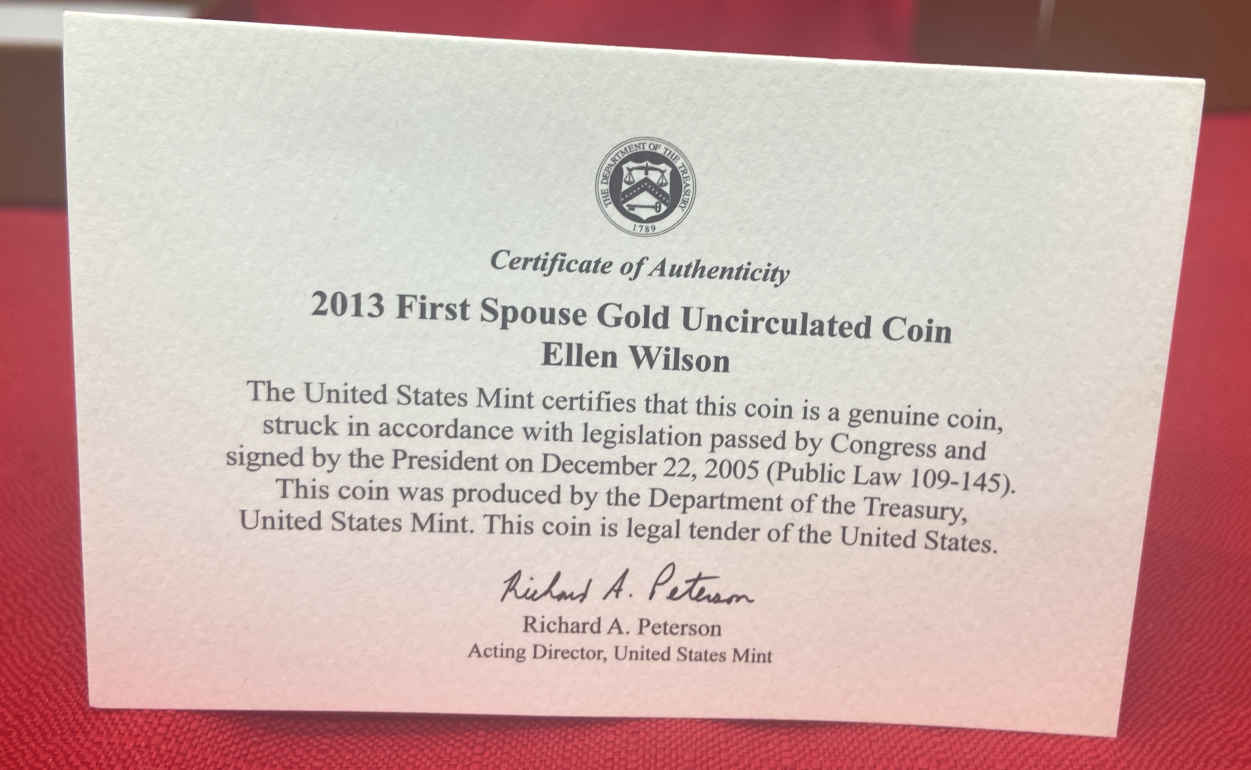 THE DEPARTMENT OF THE TREASURY
1789
Certificate of Authenticity
2013 First Spouse Gold Uncirculated Coin
Ellen Wilson
The United States Mint certifies that this coin is a genuine coin,
struck in accordance with legislation passed by Congress and
signed by the President on December 22, 2005 (Public Law 109-145).
This coin was produced by the Department of the Treasury,
United States Mint. This coin is legal tender of the United States.
Richard A. Peterson
Richard A. Peterson
Acting Director, United States Mint